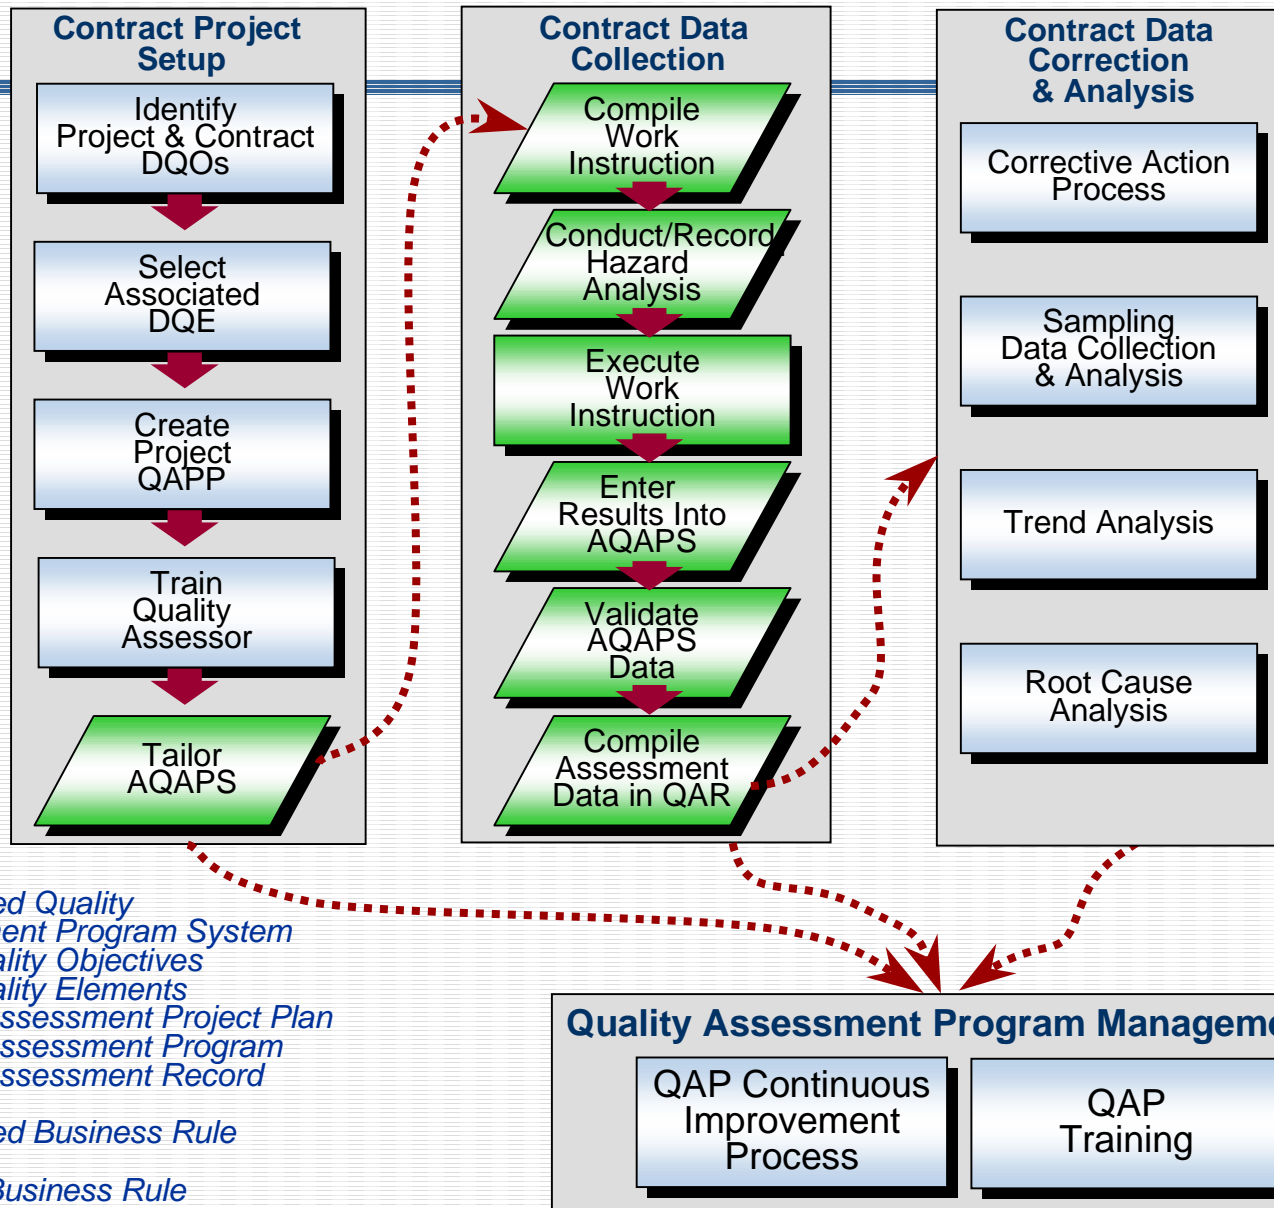 Contract Project
Setup
Identify
Project & Contract
DQOs
Select
Associated
DQE
Create
Project
QAPP
Train
Quality
Assessor
Tailor
AQAPS
Contract Data
Collection
Compile
Work
Instruction
Conduct/Record
Hazard
Analysis
Execute
Work
Instruction
Enter
Results Into
AQAPS
Validate
AQAPS
Data
Compile
Assessment
Data in QAR
Contract Data
Correction
& Analysis
Corrective Action
Process
Sampling
Data Collection
& Analysis
Trend Analysis
Root Cause
Analysis
ed Quality
ent Program System
ality Objectives
ality Elements
ssessment Project Plan
ssessment Program
ssessment Record
ed Business Rule
Business Rule
Quality Assessment Program Manageme
QAP Continuous
Improvement
Process
QAP
Training